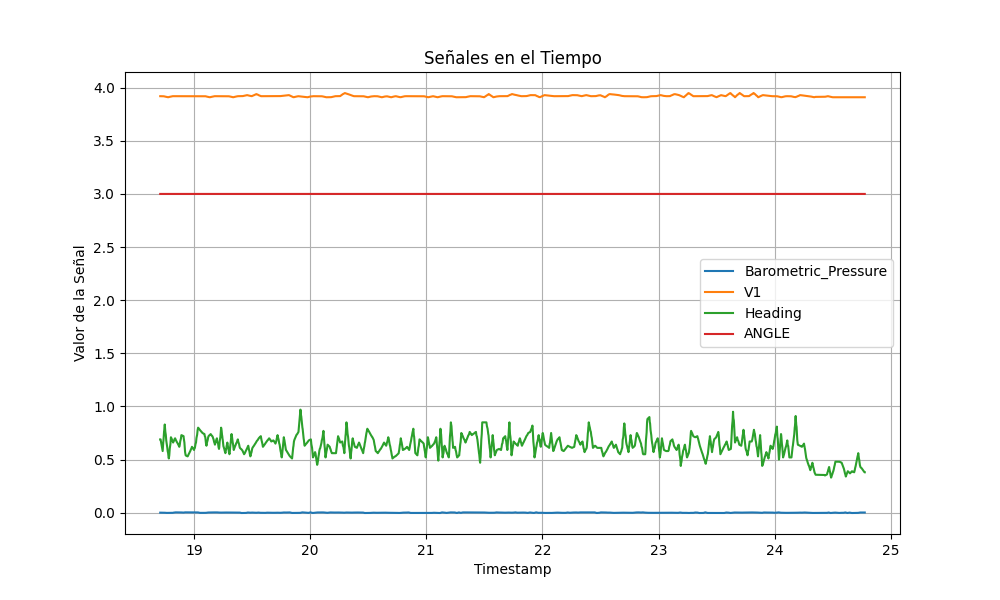 Señales en el Tiempo
Valor de la Señal
4.0
3.5
3.0
2.5
2.0
1.5
1.0
0.5
0.0
Barometric_Pressure
V1
Heading
ANGLE
19 20 21 22 23 24 25
Timestamp